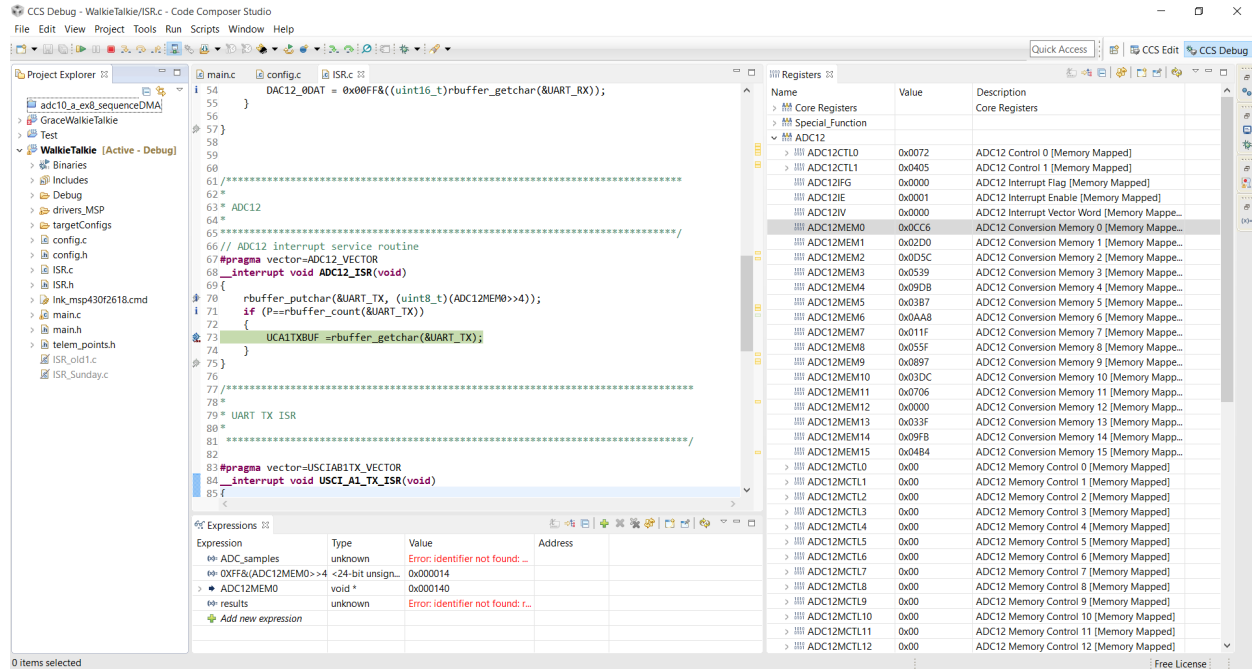 CCS Debug - WalkieTalkie/ISR.c - Code Composer Studio
File Edit View Project Tools Run Scripts Window Help
Quick Access CCS Edit CCS Debug
Project Explorer
adc10_a_ex8_sequenceDMA
GraceWalkieTalkie
Test
WalkieTalkie [Active - Debug]
Binaries
Includes
Debug
drivers_MSP
targetConfigs
config.c
config.h
ISR.c
ISR.h
lnk_msp430f2618.cmd
main.c
main.h
telem_points.h
ISR_old1.c
ISR_Sunday.c
main.c config.c ISR.c
54 DAC12_0DAT = 0x00FF&((uint16_t)rbuffer_getchar(&UART_RX));
55 }
56
57 }
58
59
60
61 /******************************************************************************
62 *
63 * ADC12
64 *
65 ******************************************************************************/
66 // ADC12 interrupt service routine
67 #pragma vector=ADC12_VECTOR
68 __interrupt void ADC12_ISR(void)
69 {
70 rbuffer_putchar(&UART_TX, (uint8_t)(ADC12MEM0>>4));
71 if (P==rbuffer_count(&UART_TX))
72 {
73 UCA1TXBUF =rbuffer_getchar(&UART_TX);
74 }
75 }
76
77 /********************************************************************************
78 *
79 * UART TX ISR
80 *
81 ********************************************************************************/
82
83 #pragma vector=USCIAB1TX_VECTOR
84 __interrupt void USCI_A1_TX_ISR(void)
85 {
Expressions
Expression Type Value Address
ADC_samples unknown Error: identifier not found: ...
0XFF&(ADC12MEM0>>4 <24-bit unsign... 0x000014
ADC12MEM0 void * 0x000140
results unknown Error: identifier not found: r...
Add new expression
Registers
Name Value Description
Core Registers Core Registers
Special_Function
ADC12
ADC12CTL0 0x0072 ADC12 Control 0 [Memory Mapped]
ADC12CTL1 0x0405 ADC12 Control 1 [Memory Mapped]
ADC12IFG 0x0000 ADC12 Interrupt Flag [Memory Mapped]
ADC12IE 0x0001 ADC12 Interrupt Enable [Memory Mapped]
ADC12IV 0x0000 ADC12 Interrupt Vector Word [Memory Mappe...
ADC12MEM0 0x0CC6 ADC12 Conversion Memory 0 [Memory Mappe...
ADC12MEM1 0x02D0 ADC12 Conversion Memory 1 [Memory Mappe...
ADC12MEM2 0x0D5C ADC12 Conversion Memory 2 [Memory Mappe...
ADC12MEM3 0x0539 ADC12 Conversion Memory 3 [Memory Mappe...
ADC12MEM4 0x09DB ADC12 Conversion Memory 4 [Memory Mappe...
ADC12MEM5 0x03B7 ADC12 Conversion Memory 5 [Memory Mappe...
ADC12MEM6 0x0AA8 ADC12 Conversion Memory 6 [Memory Mappe...
ADC12MEM7 0x011F ADC12 Conversion Memory 7 [Memory Mappe...
ADC12MEM8 0x055F ADC12 Conversion Memory 8 [Memory Mappe...
ADC12MEM9 0x0897 ADC12 Conversion Memory 9 [Memory Mappe...
ADC12MEM10 0x03DC ADC12 Conversion Memory 10 [Memory Mapp...
ADC12MEM11 0x0706 ADC12 Conversion Memory 11 [Memory Mapp...
ADC12MEM12 0x0000 ADC12 Conversion Memory 12 [Memory Mapp...
ADC12MEM13 0x033F ADC12 Conversion Memory 13 [Memory Mapp...
ADC12MEM14 0x09FB ADC12 Conversion Memory 14 [Memory Mapp...
ADC12MEM15 0x04B4 ADC12 Conversion Memory 15 [Memory Mapp...
ADC12MCTL0 0x00 ADC12 Memory Control 0 [Memory Mapped]
ADC12MCTL1 0x00 ADC12 Memory Control 1 [Memory Mapped]
ADC12MCTL2 0x00 ADC12 Memory Control 2 [Memory Mapped]
ADC12MCTL3 0x00 ADC12 Memory Control 3 [Memory Mapped]
ADC12MCTL4 0x00 ADC12 Memory Control 4 [Memory Mapped]
ADC12MCTL5 0x00 ADC12 Memory Control 5 [Memory Mapped]
ADC12MCTL6 0x00 ADC12 Memory Control 6 [Memory Mapped]
ADC12MCTL7 0x00 ADC12 Memory Control 7 [Memory Mapped]
ADC12MCTL8 0x00 ADC12 Memory Control 8 [Memory Mapped]
ADC12MCTL9 0x00 ADC12 Memory Control 9 [Memory Mapped]
ADC12MCTL10 0x00 ADC12 Memory Control 10 [Memory Mapped]
ADC12MCTL11 0x00 ADC12 Memory Control 11 [Memory Mapped]
ADC12MCTL12 0x00 ADC12 Memory Control 12 [Memory Mapped]
0 items selected
Free License